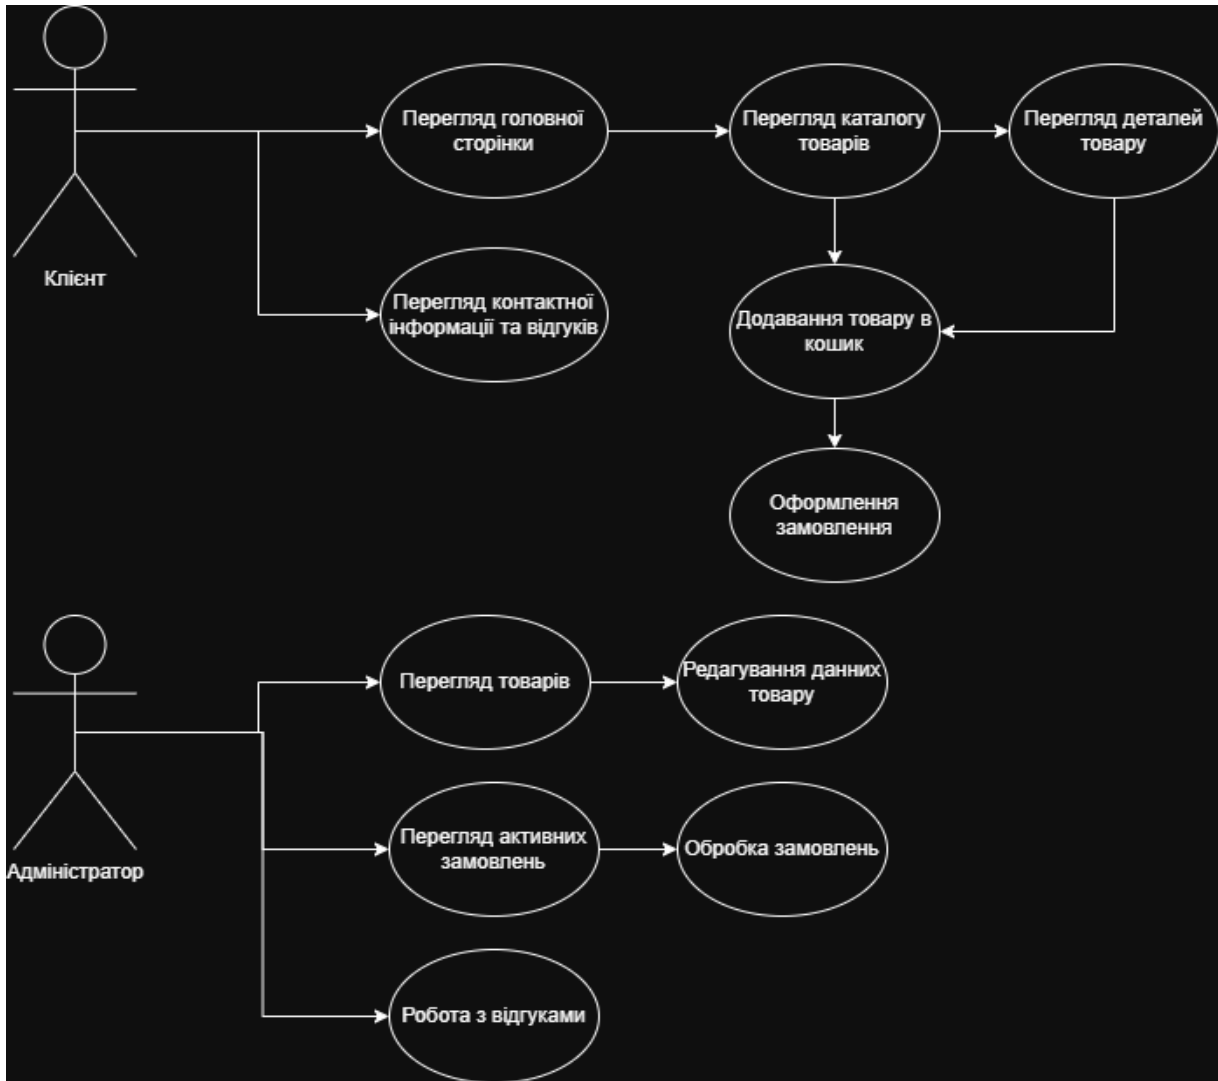 Перегляд головної
сторінки
Перегляд каталогу
товарів
Перегляд деталей
товару
Клієнт
Перегляд контактної
інформації та відгуків
Додавання товару в
кошик
Оформлення
замовлення
Перегляд товарів
Редагування данних
товару
Адміністратор
Перегляд активних
замовлень
Обробка замовлень
Робота з відгуками